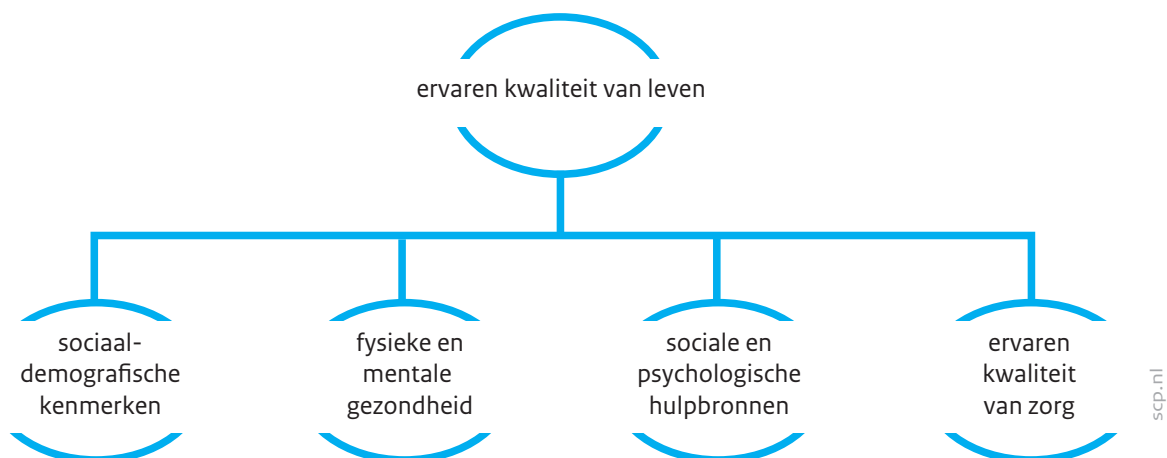 ervaren kwaliteit van leven
sociaal-
demografische
kenmerken
fysieke en
mentale
gezondheid
sociale en
psychologische
hulpbronnen
ervaren
kwaliteit
van zorg
scp.nl